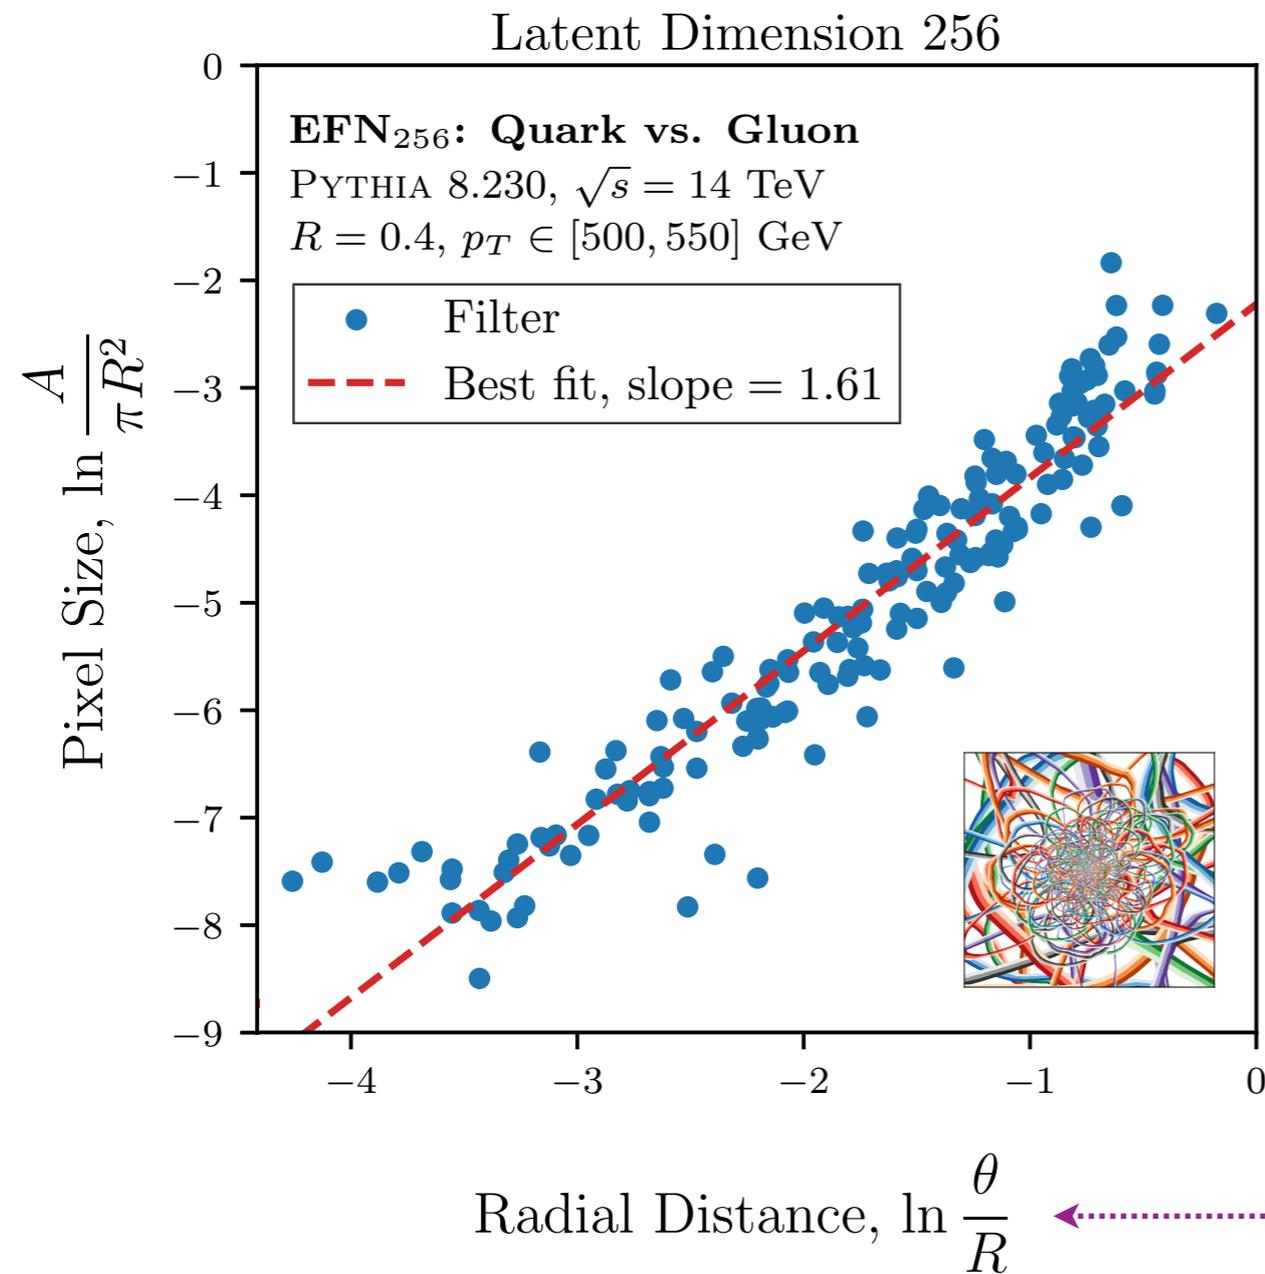 Latent Dimension 256
EFN₂₅₆: Quark vs. Gluon
PYTHIA 8.230, √s = 14 TeV
R = 0.4, p_T ∈ [500, 550] GeV
Filter
Best fit, slope = 1.61
Pixel Size, ln A/πR²
0
−1
−2
−3
−4
−5
−6
−7
−8
−9
−4
−3
−2
−1
0
Radial Distance, ln θ/R